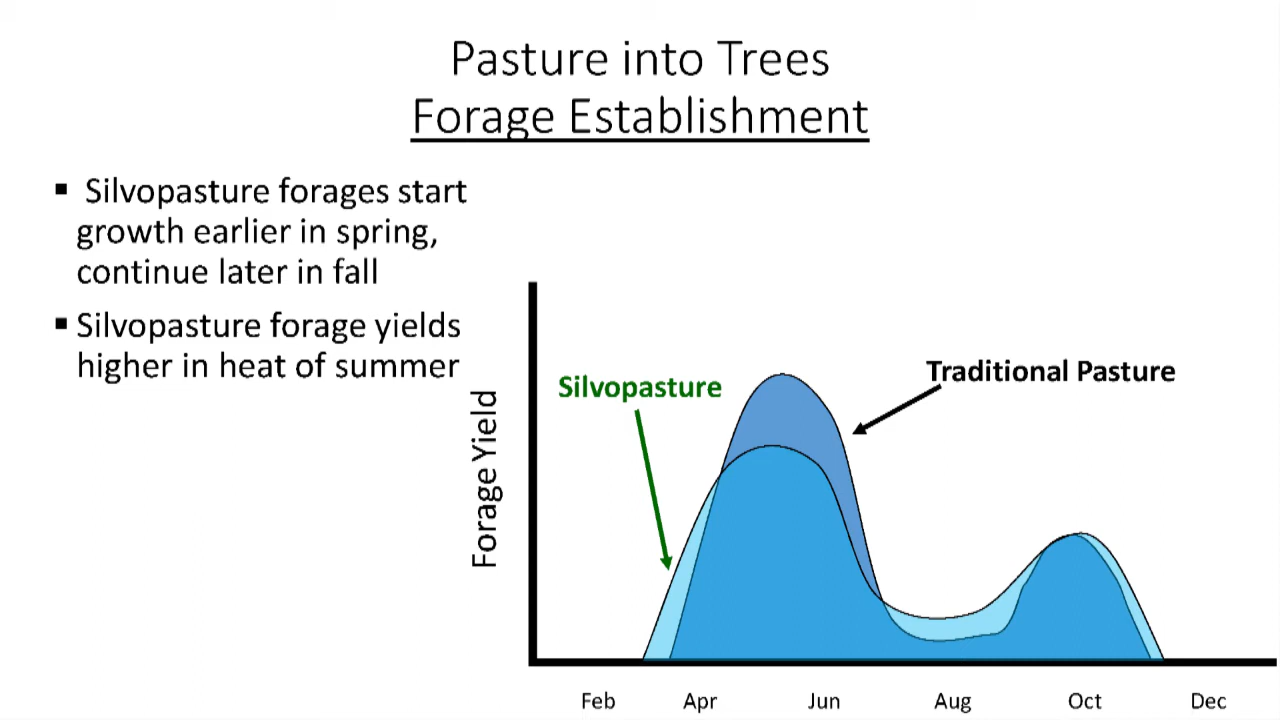 Pasture into Trees
Forage Establishment
▪ Silvopasture forages start
growth earlier in spring,
continue later in fall
▪ Silvopasture forage yields
higher in heat of summer
Silvopasture
Traditional Pasture
Forage Yield
Feb Apr Jun Aug Oct Dec